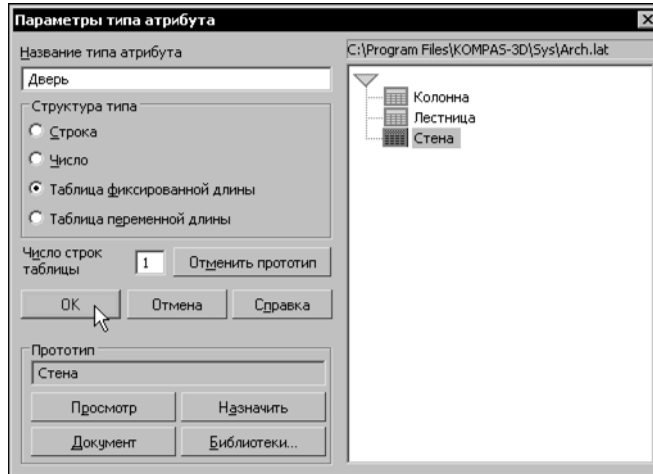 Параметры типа атрибута
Название типа атрибута
Дверь
Структура типа
Строка
Число
Таблица фиксированной длины
Таблица переменной длины
Число строк
таблицы
1
Отменить прототип
OK
Отмена
Справка
Прототип
Стена
Просмотр
Назначить
Документ
Библиотеки...
C:\Program Files\KOMPAS-3D\Sys\Arch.lat
Колонна
Лестница
Стена